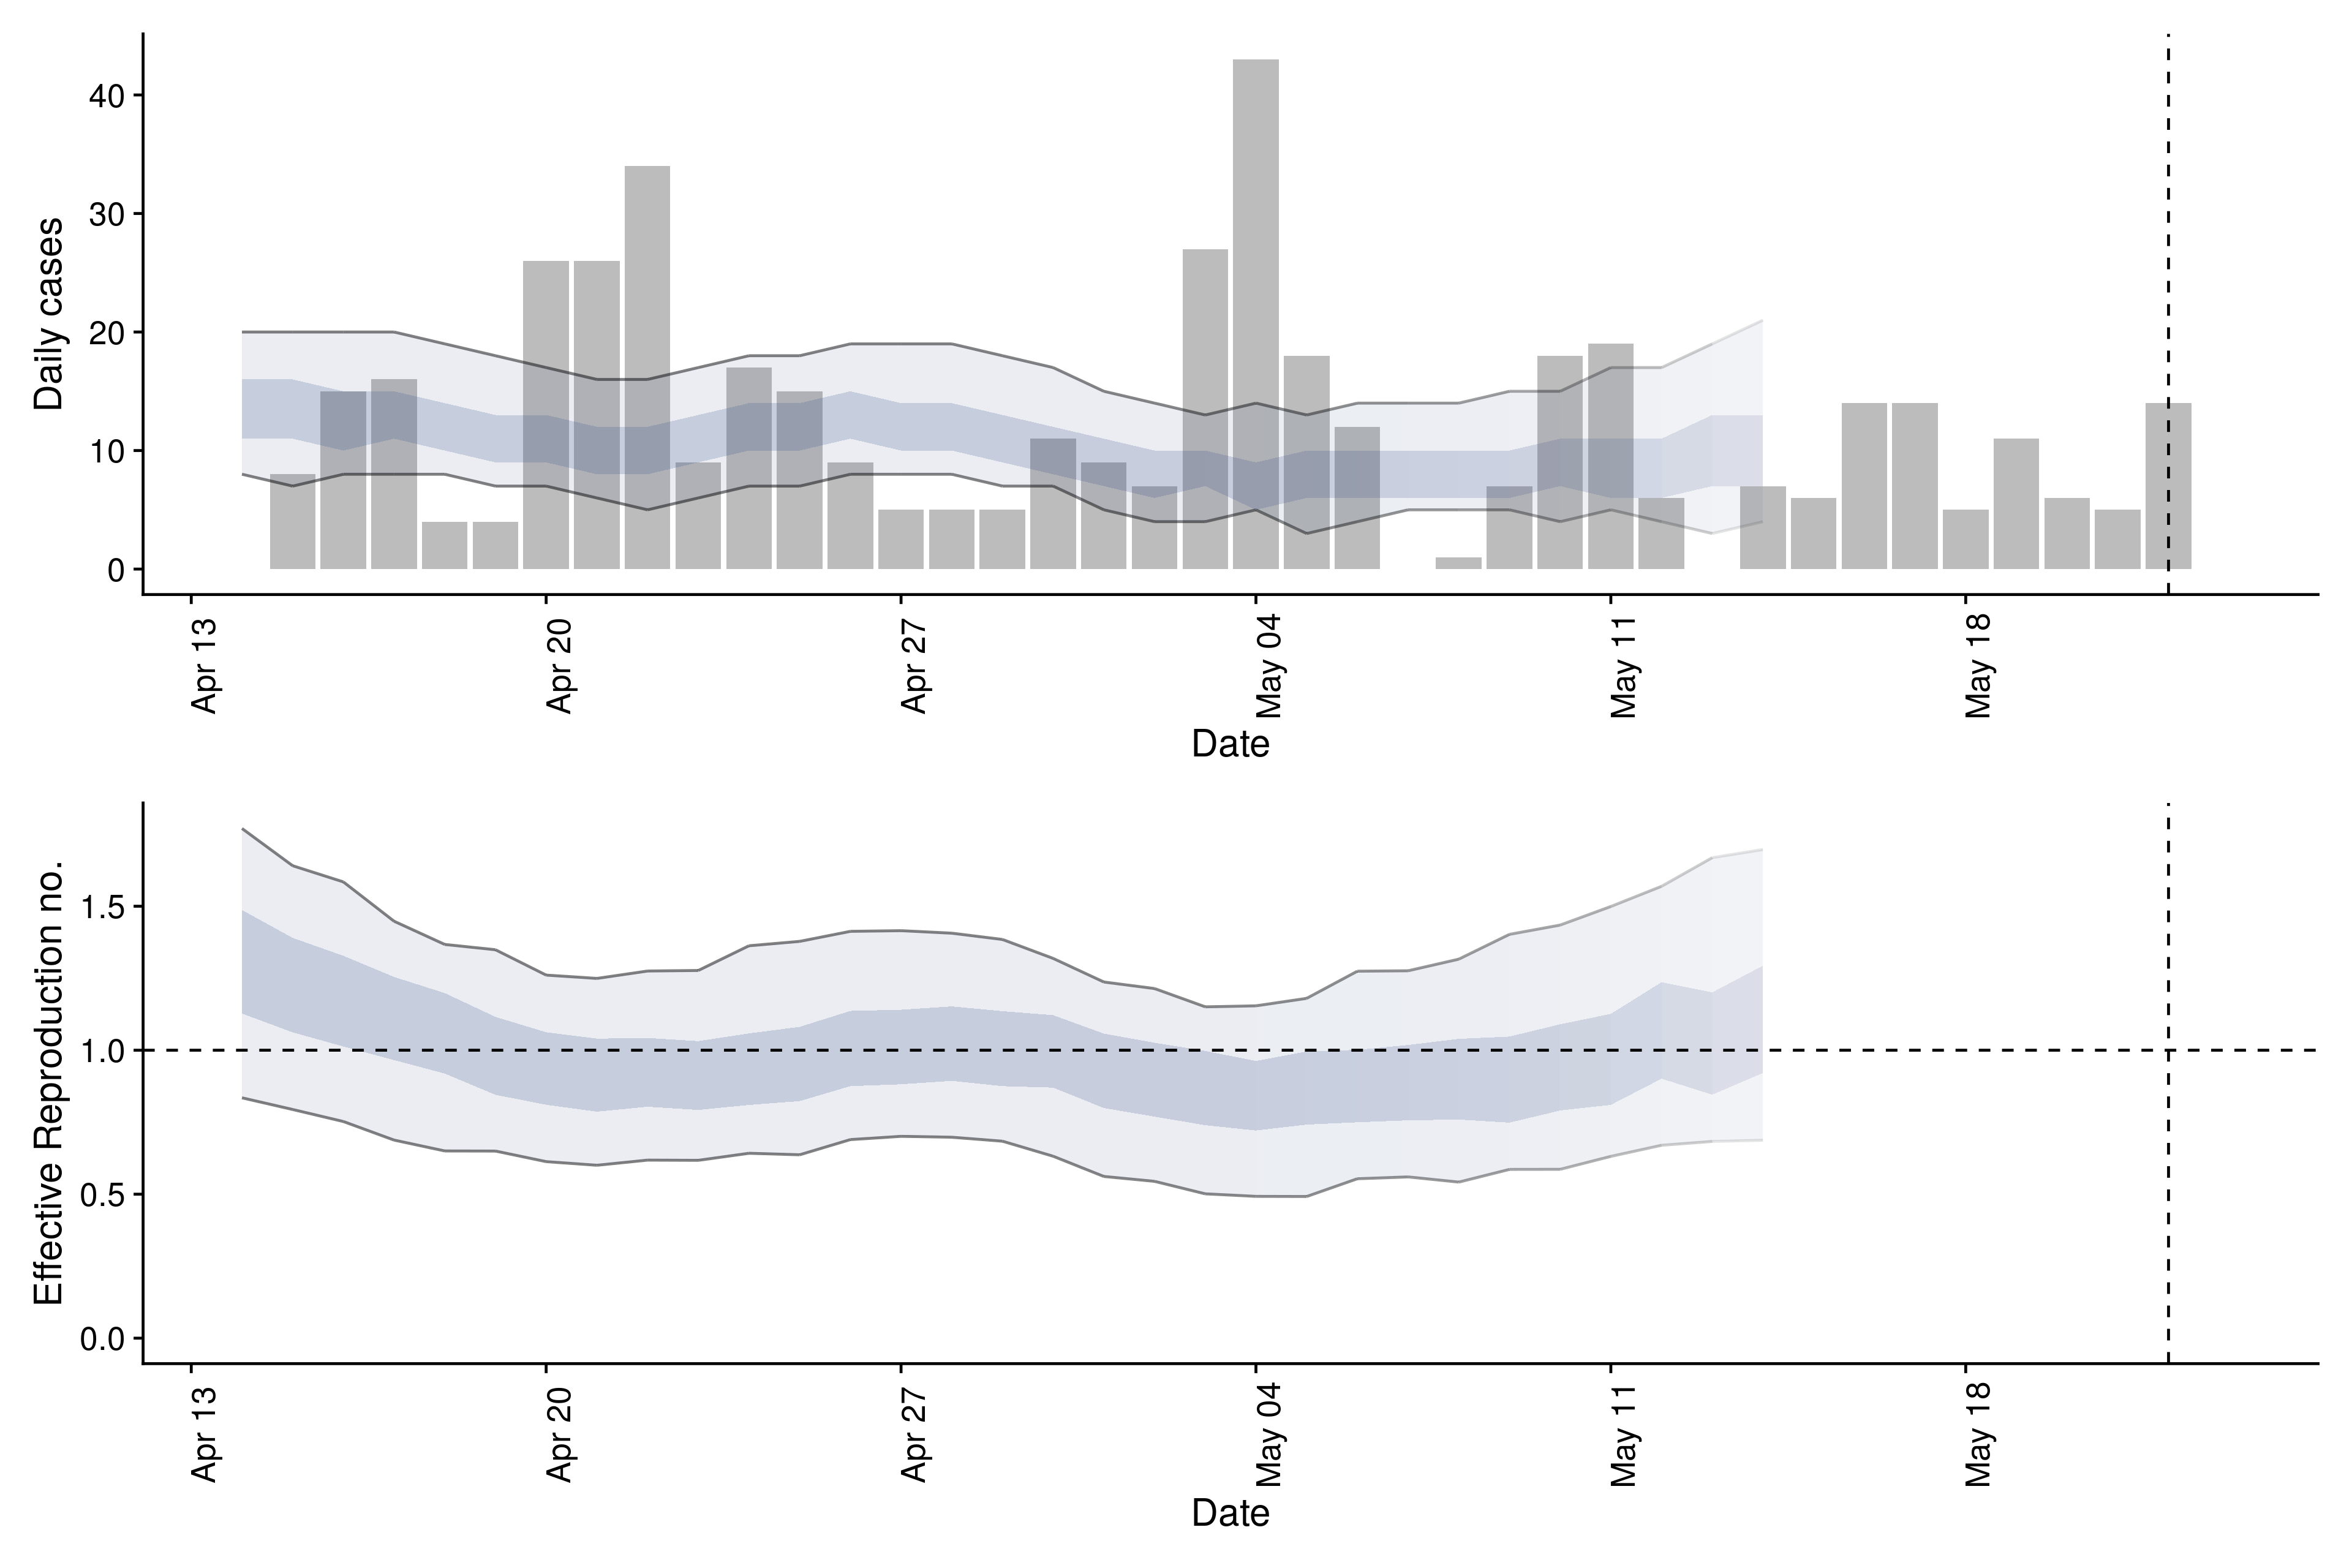 Daily cases
40
30
20
10
0
Apr 13
Apr 20
Apr 27
May 04
May 11
May 18
Date
Effective Reproduction no.
1.5
1.0
0.5
0.0
Apr 13
Apr 20
Apr 27
May 04
May 11
May 18
Date